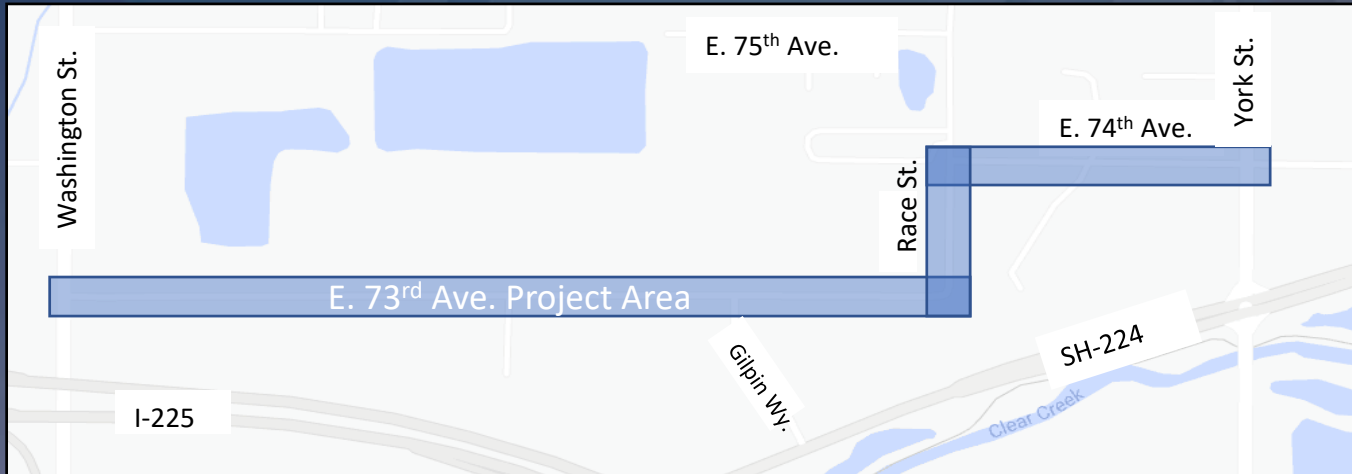 E. 75th Ave.
Washington St.
York St.
E. 74th Ave.
Race St.
E. 73rd Ave. Project Area
Gilpin Wy.
SH-224
I-225
Clear Creek